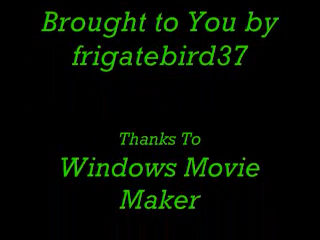 Brought to You by
frigatebird37
Thanks To
Windows Movie
Maker